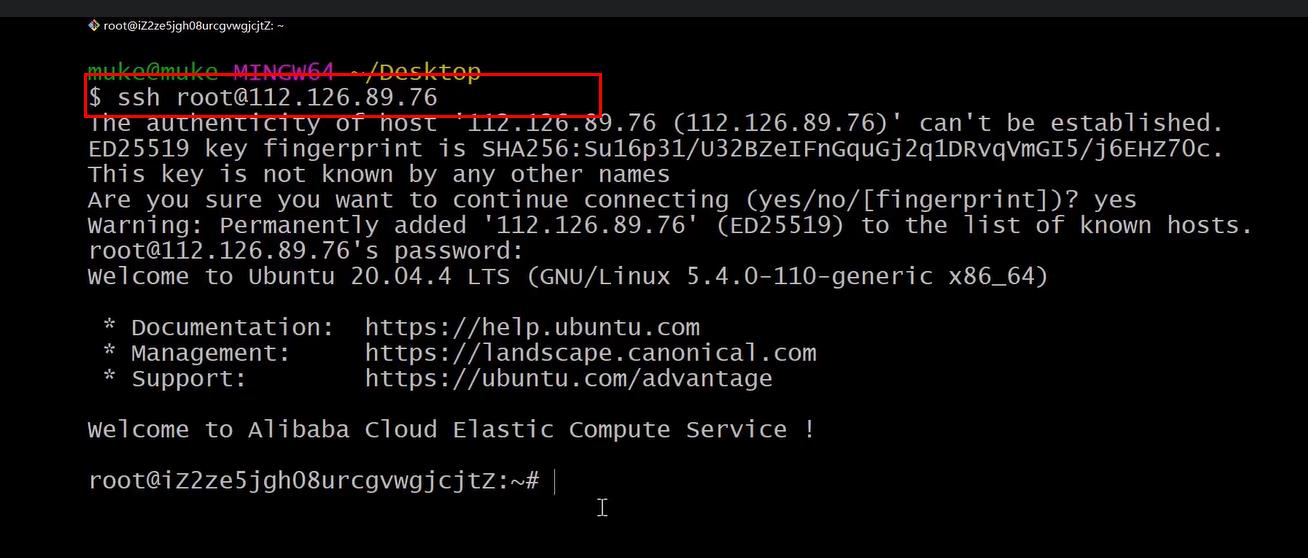 root@iZ2ze5jgh08urcgvwgjcjtZ: ~
muke@muke MINGW64 ~/Desktop
$ ssh root@112.126.89.76
The authenticity of host '112.126.89.76 (112.126.89.76)' can't be established.
ED25519 key fingerprint is SHA256:Su16p31/U32BZeIFnGquGj2q1DRvqVmGI5/j6EHZ7Oc.
This key is not known by any other names
Are you sure you want to continue connecting (yes/no/[fingerprint])? yes
Warning: Permanently added '112.126.89.76' (ED25519) to the list of known hosts.
root@112.126.89.76's password:
Welcome to Ubuntu 20.04.4 LTS (GNU/Linux 5.4.0-110-generic x86_64)
* Documentation:  https://help.ubuntu.com
* Management:     https://landscape.canonical.com
* Support:        https://ubuntu.com/advantage
Welcome to Alibaba Cloud Elastic Compute Service !
root@iZ2ze5jgh08urcgvwgjcjtZ:~#